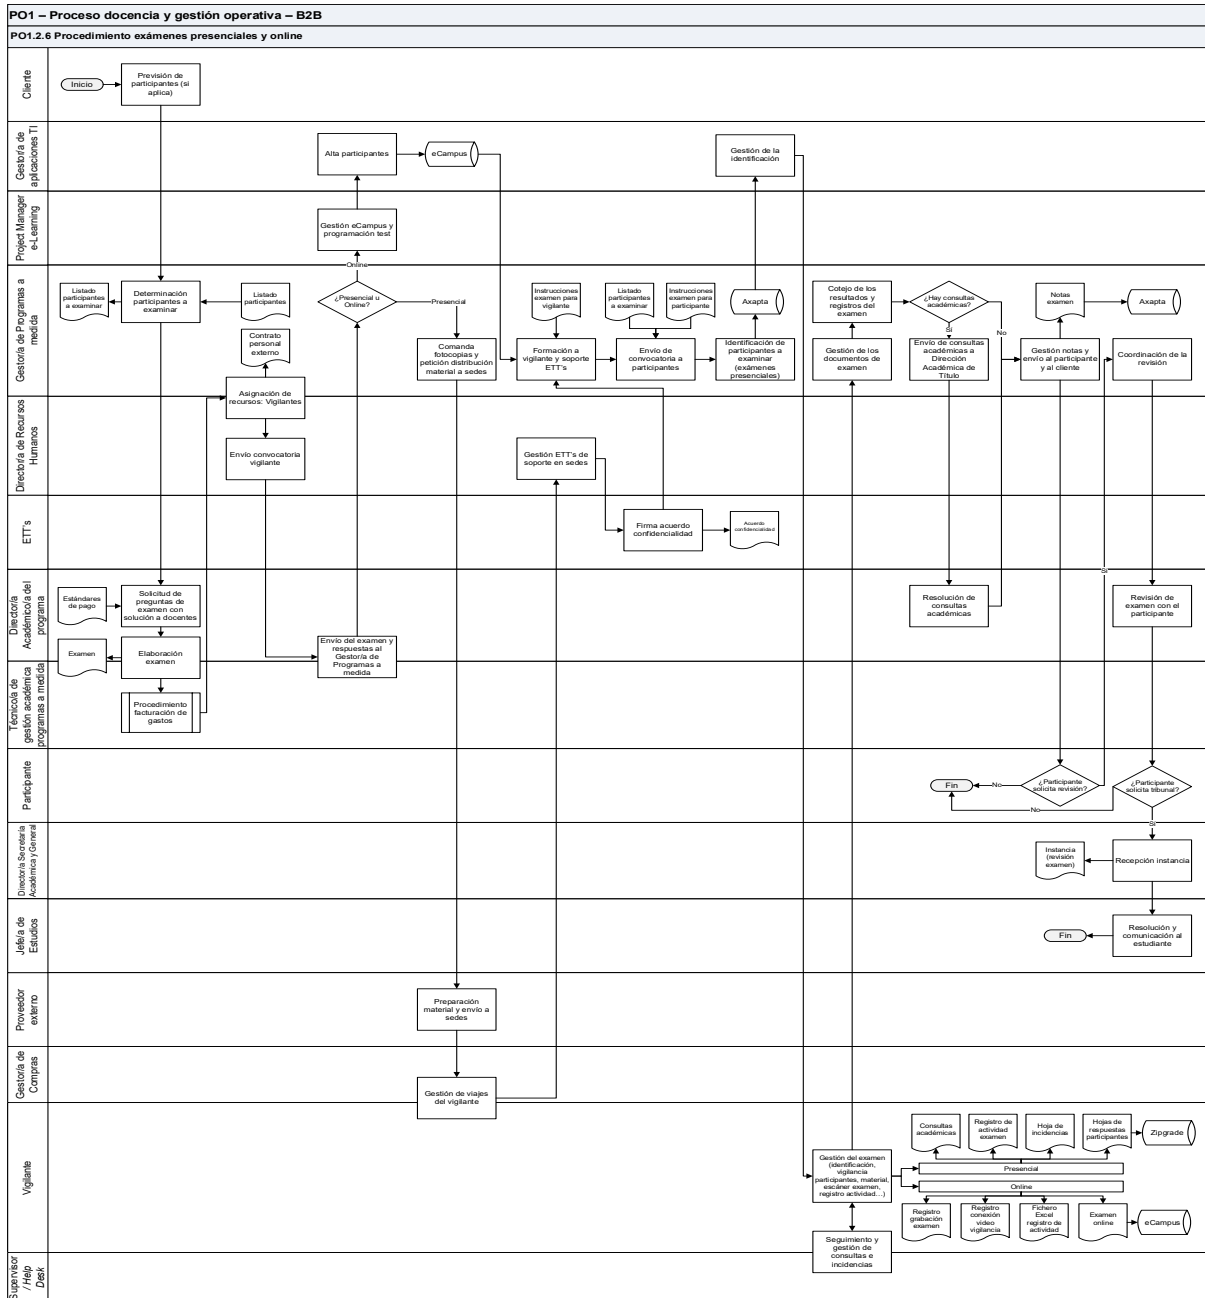 PO1 – Proceso docencia y gestión operativa – B2B
PO1.2.6 Procedimiento exámenes presenciales y online
Cliente
Inicio
Previsión de
participantes (si
aplica)
Gestor/a de
aplicaciones TI
Alta participantes
eCampus
Gestión de la
identificación
Project Manager
e-Learning
Gestión eCampus y
programación test
Online
Gestor/a de Programas a
medida
Listado
participantes
a examinar
Determinación
participantes a
examinar
Listado
participantes
Contrato
personal
externo
¿Presencial u
Online?
Presencial
Comanda
fotocopias y
petición distribución
material a sedes
Instrucciones
examen para
vigilante
Formación a
vigilante y soporte
ETT's
Listado
participantes
a examinar
Instrucciones
examen para
participante
Envío de
convocatoria a
participantes
Axapta
Identificación de
participantes a
examinar
(exámenes
presenciales)
Cotejo de los
resultados y
registros del
examen
Gestión de los
documentos de
examen
¿Hay consultas
académicas?
Sí
No
Envío de consultas
académicas a
Dirección
Académica de
Título
Notas
examen
Axapta
Gestión notas y
envío al participante
y al cliente
Coordinación de la
revisión
Asignación de
recursos: Vigilantes
Director/a de Recursos
Humanos
Envío convocatoria
vigilante
Gestión ETT's de
soporte en sedes
ETT's
Firma acuerdo
confidencialidad
Acuerdo
confidencialidad
Director/a
Académico/a del
programa
Estándares
de pago
Solicitud de
preguntas de
examen con
solución a docentes
Examen
Elaboración
examen
Envío del examen y
respuestas al
Gestor/a de
Programas a
medida
Resolución de
consultas
académicas
Sí
Revisión de
examen con el
participante
Técnico/a de
gestión académica
programas a medida
Procedimiento
facturación de
gastos
Participante
Fin
No
¿Participante
solicita revisión?
¿Participante
solicita tribunal?
No
Sí
Director/a Secretaría
Académica y General
Instancia
(revisión
examen)
Recepción instancia
Jefe/a de
Estudios
Fin
Resolución y
comunicación al
estudiante
Proveedor
externo
Preparación
material y envío a
sedes
Gestor/a de
Compras
Gestión de viajes
del vigilante
Vigilante
Gestión del examen
(identificación,
vigilancia
participantes, material,
escáner examen,
registro actividad...)
Consultas
académicas
Registro de
actividad
examen
Hoja de
incidencias
Hojas de
respuestas
participantes
Zipgrade
Presencial
Online
Registro
grabación
examen
Registro
conexión
video
vigilancia
Fichero
Excel
registro de
actividad
Examen
online
eCampus
Supervisor
/ Help
Desk
Seguimiento y
gestión de
consultas e
incidencias